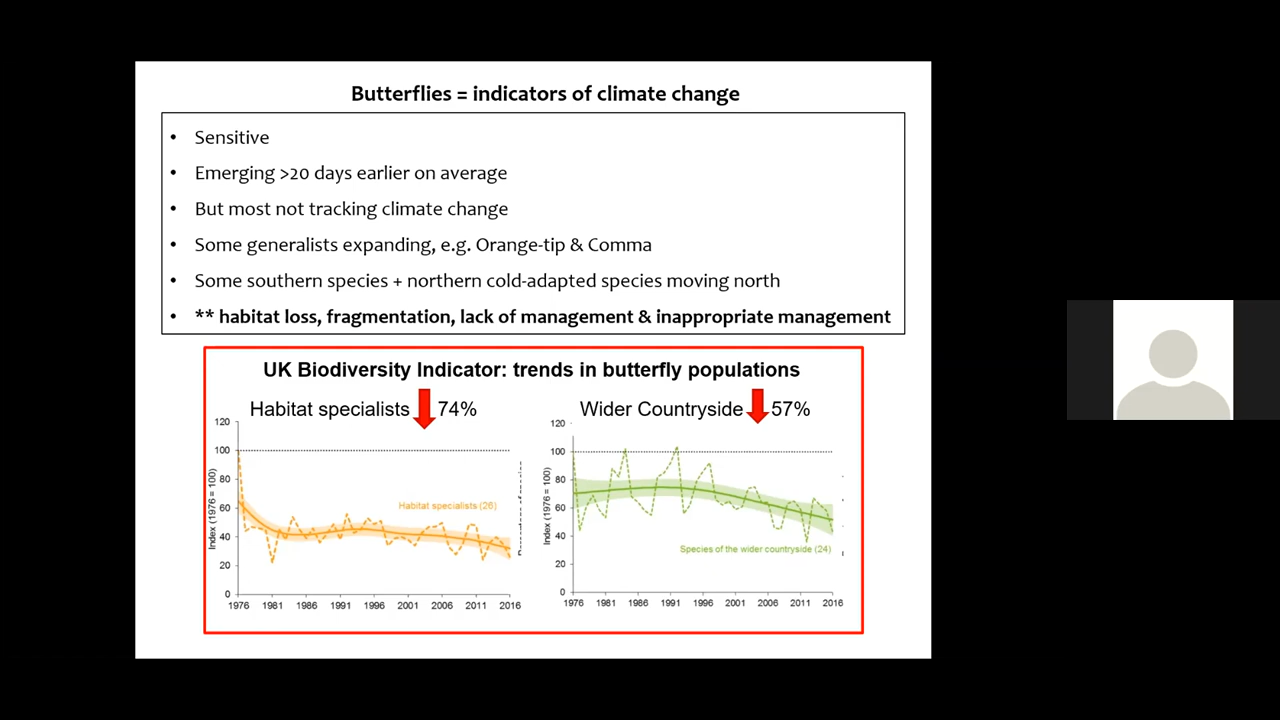 Butterflies = indicators of climate change
• Sensitive
• Emerging >20 days earlier on average
• But most not tracking climate change
• Some generalists expanding, e.g. Orange-tip & Comma
• Some southern species + northern cold-adapted species moving north
• ** habitat loss, fragmentation, lack of management & inappropriate management
UK Biodiversity Indicator: trends in butterfly populations
Habitat specialists 74%
120
100
80
60
40
20
0
Index (1976 = 100)
Habitat specialists (26)
1976 1981 1986 1991 1996 2001 2006 2011 2016
Wider Countryside 57%
120
100
80
60
40
20
0
Index (1976 = 100)
Species of the wider countryside (24)
1976 1981 1986 1991 1996 2001 2006 2011 2016